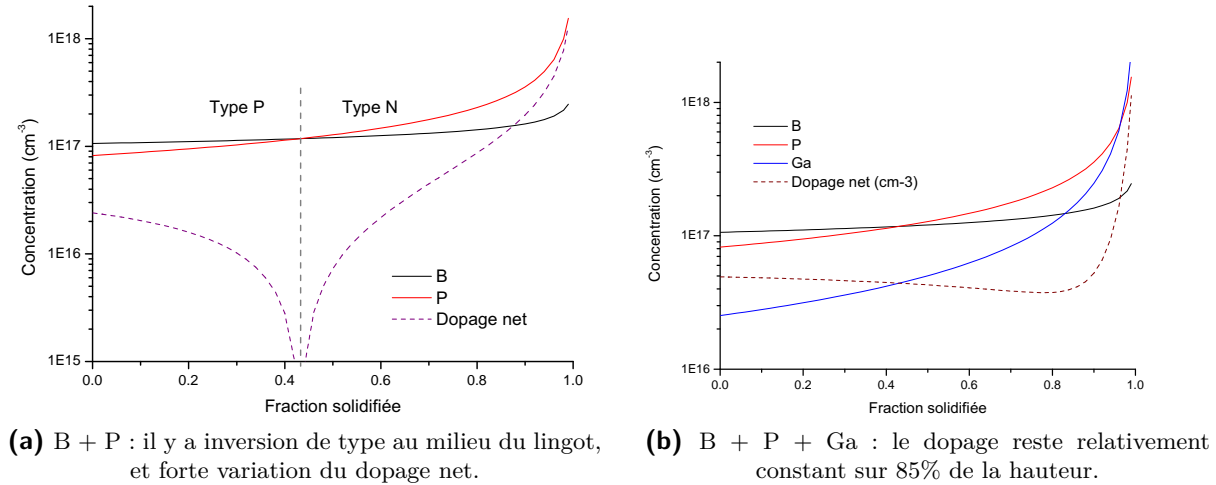 1E18
1E17
1E16
1E15
Concentration (cm⁻³)
Type P
Type N
B
P
Dopage net
0.0 0.2 0.4 0.6 0.8 1.0
Fraction solidifiée
(a) B + P : il y a inversion de type au milieu du lingot,
et forte variation du dopage net.
1E18
1E17
1E16
Concentration (cm⁻³)
B
P
Ga
Dopage net (cm-3)
0.0 0.2 0.4 0.6 0.8 1.0
Fraction solidifiée
(b) B + P + Ga : le dopage reste relativement
constant sur 85% de la hauteur.